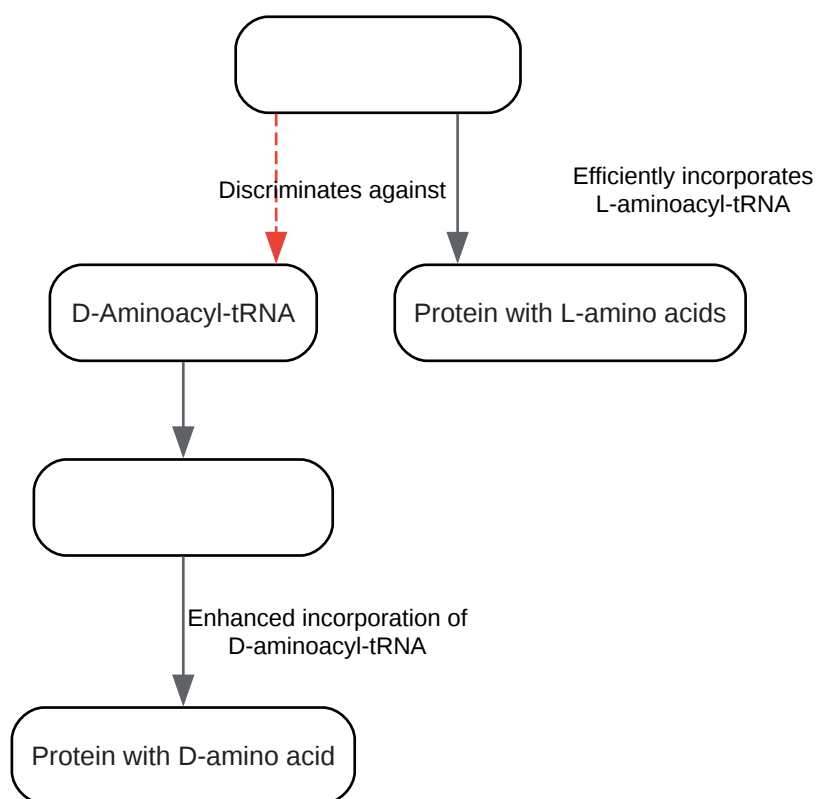 Discriminates against
Efficiently incorporates
L-aminoacyl-tRNA
D-Aminoacyl-tRNA
Protein with L-amino acids
Enhanced incorporation of
D-aminoacyl-tRNA
Protein with D-amino acid